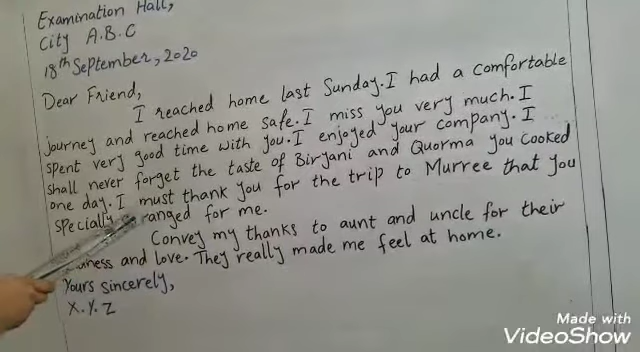 Examination Hall,
City A.B.C
18th September, 2020
Dear Friend,
I reached home last Sunday. I had a comfortable
journey and reached home safe. I miss you very much. I
spent very good time with you. I enjoyed your company. I
shall never forget the taste of Biryani and Quorma you cooked
one day. I must thank you for the trip to Murree that you
specially for me.
Convey my thanks to aunt and uncle for their
and love. They really made me feel at home.
Yours sincerely,
X.Y.Z
Made with
VideoShow